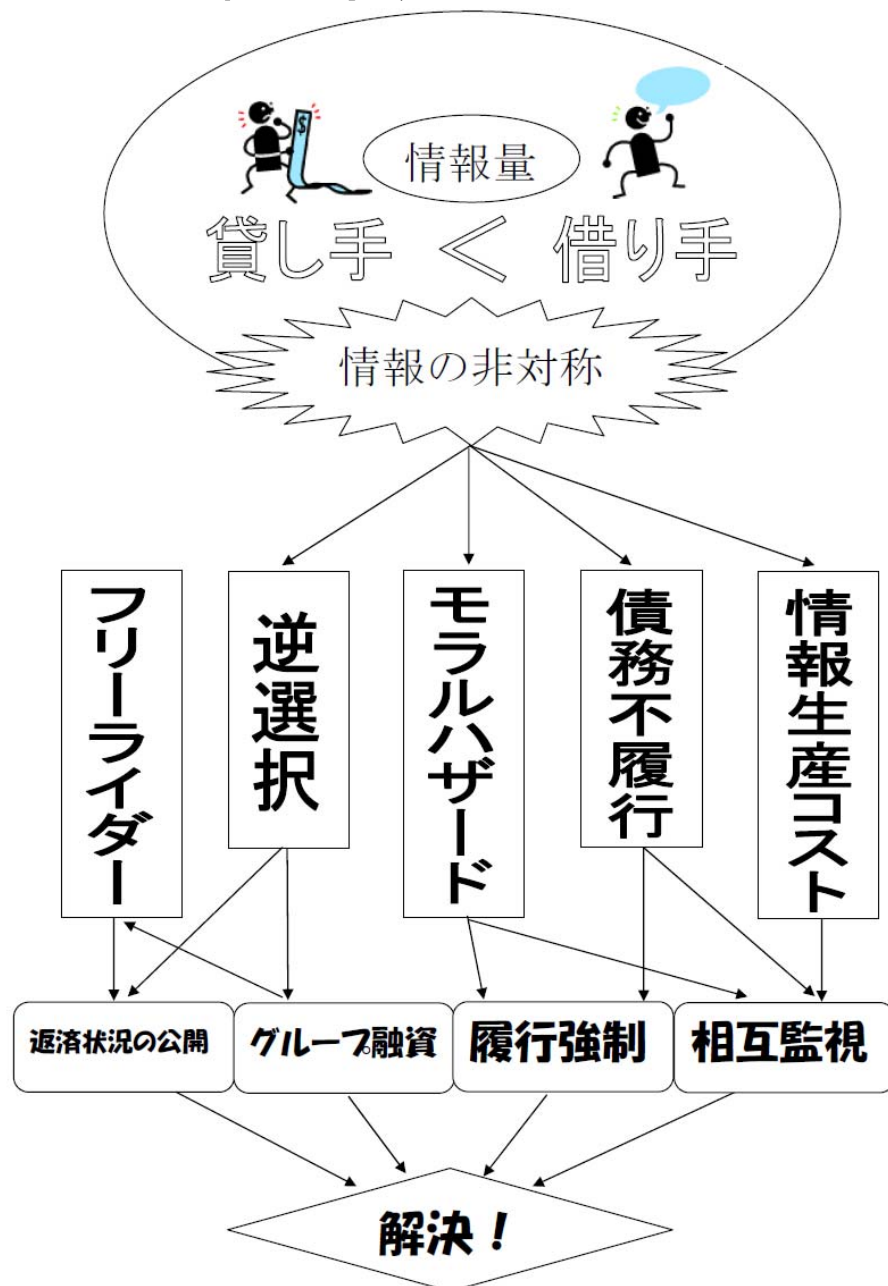 $
情報量
貸し手 < 借り手
情報の非対称
フリーライダー
逆選択
モラルハザード
債務不履行
情報生産コスト
返済状況の公開
グループ融資
履行強制
相互監視
解決！